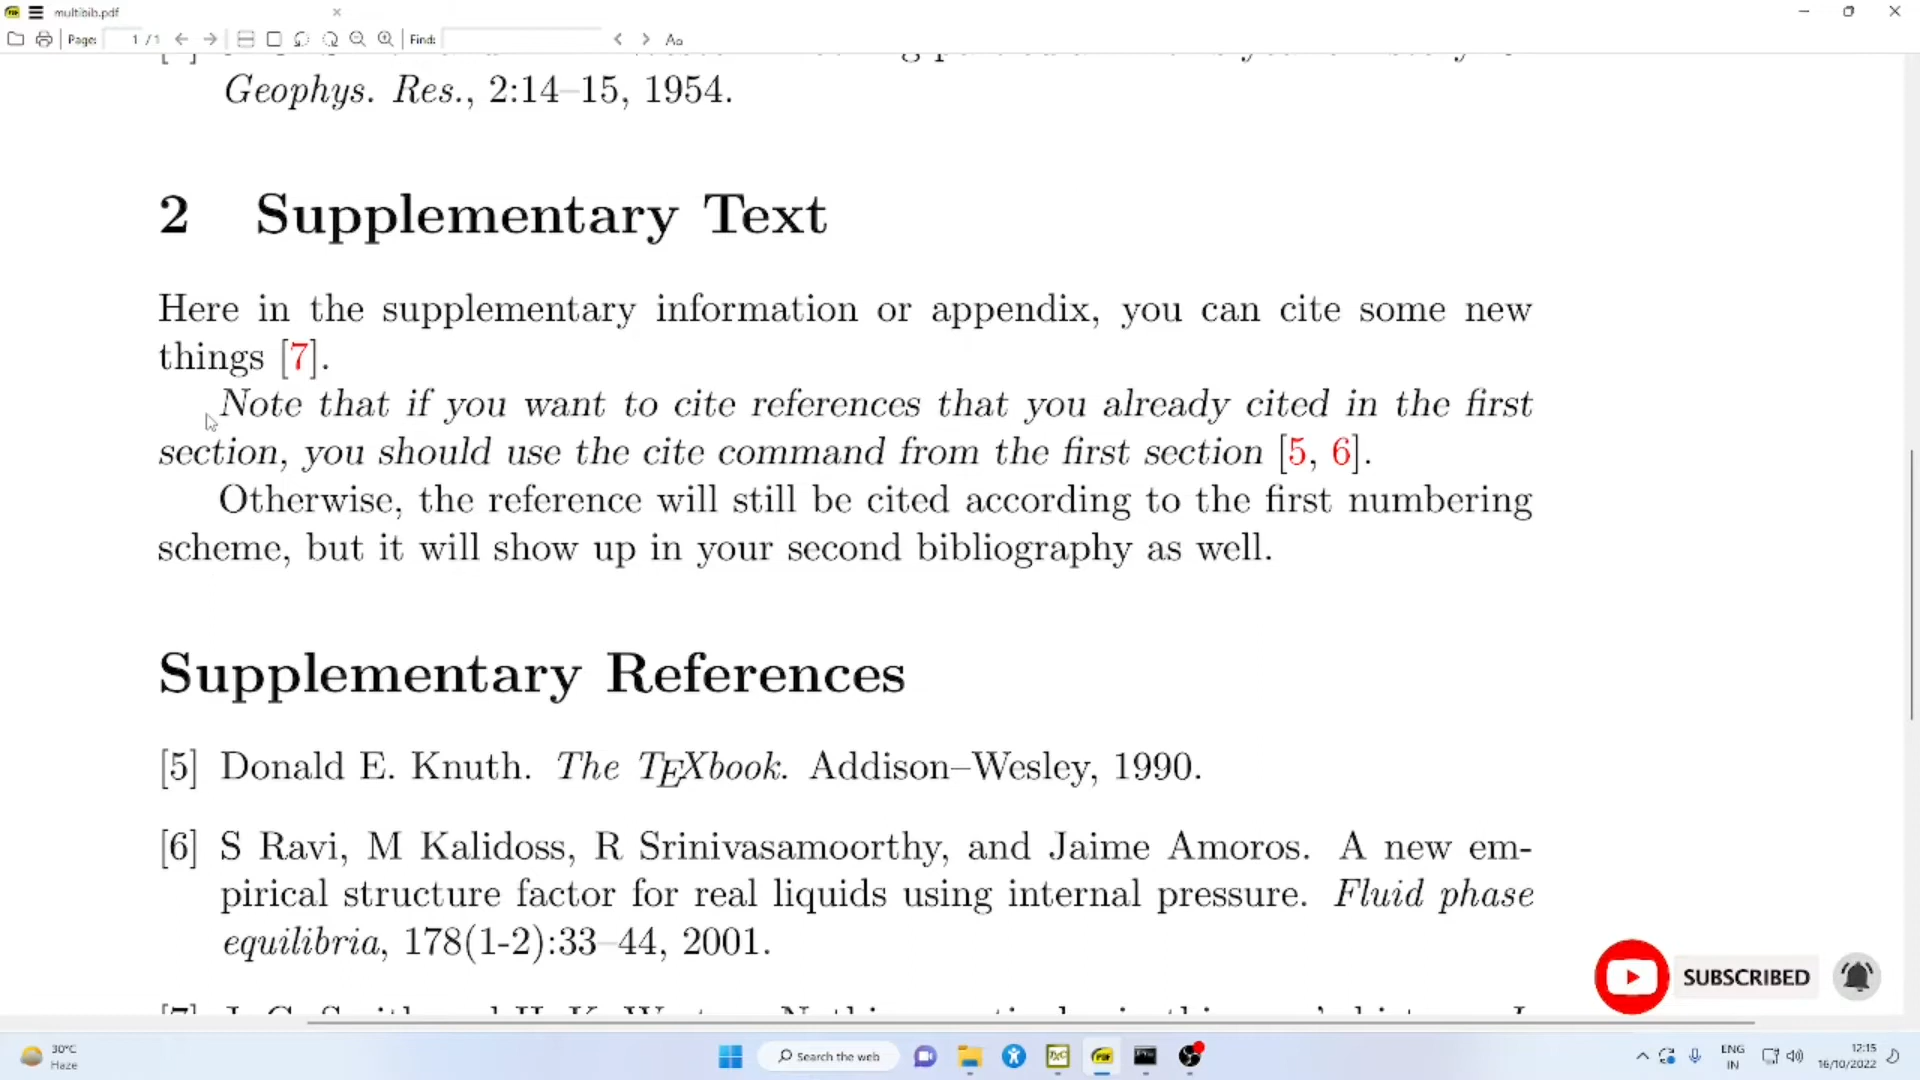 multibib.pdf
Page: 1 / 1 Find: Aa
Geophys. Res., 2:14–15, 1954.
2 Supplementary Text
Here in the supplementary information or appendix, you can cite some new
things [7].
Note that if you want to cite references that you already cited in the first
section, you should use the cite command from the first section [5, 6].
Otherwise, the reference will still be cited according to the first numbering
scheme, but it will show up in your second bibliography as well.
Supplementary References
[5] Donald E. Knuth. The TEXbook. Addison–Wesley, 1990.
[6] S Ravi, M Kalidoss, R Srinivasamoorthy, and Jaime Amoros. A new em-
pirical structure factor for real liquids using internal pressure. Fluid phase
equilibria, 178(1-2):33–44, 2001.
SUBSCRIBED
30°C
Haze
Search the web
ENG
IN
12:15
16/10/2022